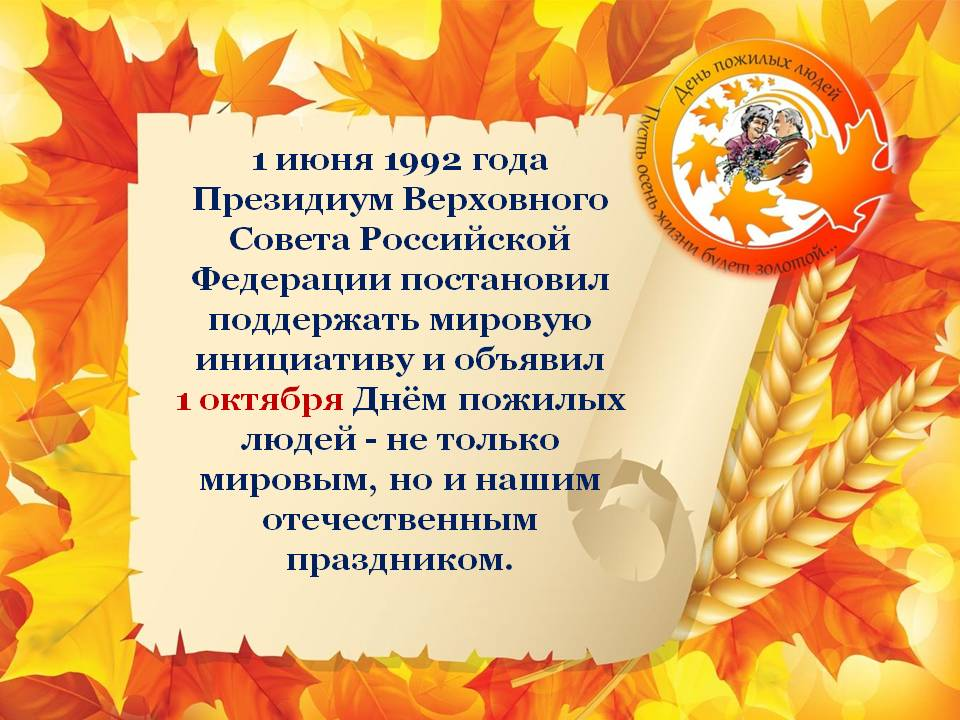 1 июня 1992 года
Президиум Верховного
Совета Российской
Федерации постановил
поддержать мировую
инициативу и объявил
1 октября Днём пожилых
людей - не только
мировым, но и нашим
отечественным
праздником.
День пожилых людей
Пусть осень жизни будет золотой...